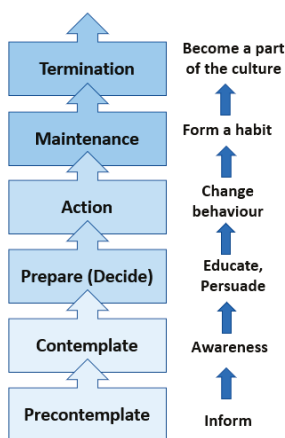 Become a part
of the culture
Termination
Form a habit
Maintenance
Change
behaviour
Action
Educate,
Persuade
Prepare (Decide)
Awareness
Contemplate
Inform
Precontemplate